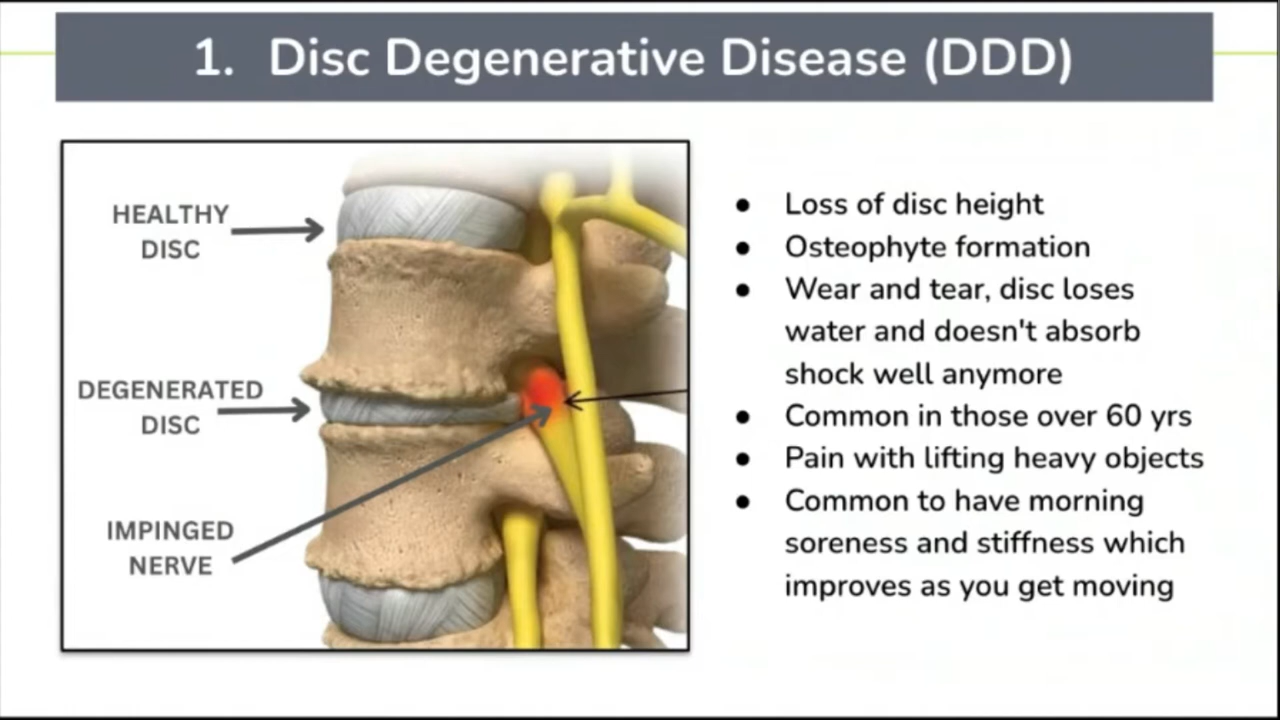 1. Disc Degenerative Disease (DDD)
HEALTHY
DISC
DEGENERATED
DISC
IMPINGED
NERVE
● Loss of disc height
● Osteophyte formation
● Wear and tear, disc loses
water and doesn't absorb
shock well anymore
● Common in those over 60 yrs
● Pain with lifting heavy objects
● Common to have morning
soreness and stiffness which
improves as you get moving